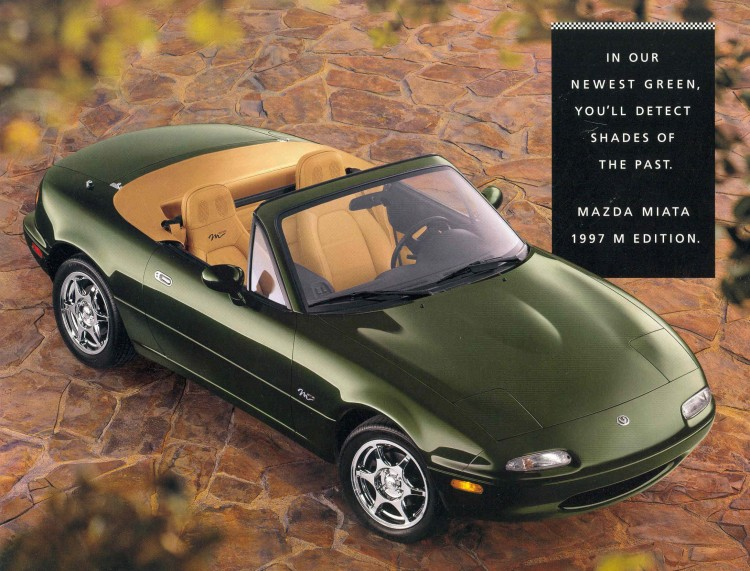 IN OUR
NEWEST GREEN,
YOU'LL DETECT
SHADES OF
THE PAST.
MAZDA MIATA
1997 M EDITION.